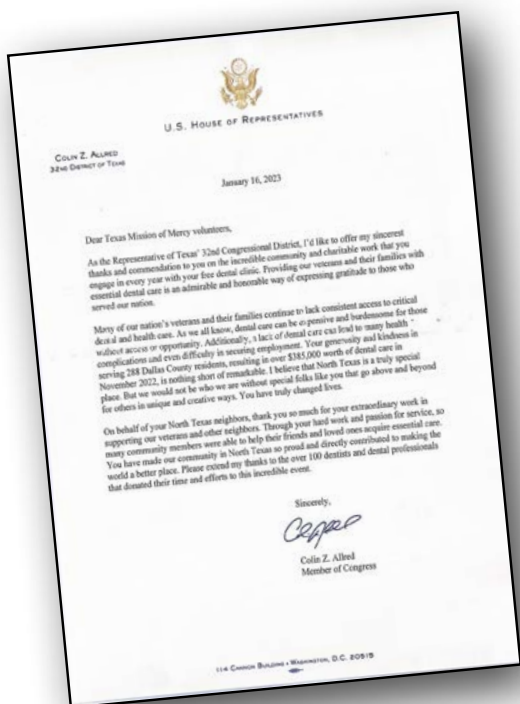 U.S. HOUSE OF REPRESENTATIVES
COLIN Z. ALLRED
32ND DISTRICT OF TEXAS
January 16, 2023
Dear Texas Mission of Mercy volunteers,
As the Representative of Texas' 32nd Congressional District, I'd like to offer my sincerest
thanks and commendation to you on the incredible community and charitable work that you
engage in every year with your free dental clinic. Providing our veterans and their families with
essential dental care is an admirable and honorable way of expressing gratitude to those who
served our nation.
Many of our nation's veterans and their families continue to lack consistent access to critical
dental and health care. As we all know, dental care can be expensive and burdensome for those
without access or opportunity. Additionally, a lack of dental care can lead to many health
complications and even difficulty in securing employment. Your generosity and kindness in
serving 288 Dallas County residents, resulting in over $385,000 worth of dental care in
November 2022, is nothing short of remarkable. I believe that North Texas is a truly special
place. But we would not be who we are without special folks like you that go above and beyond
for others in unique and creative ways. You have truly changed lives.
On behalf of your North Texas neighbors, thank you so much for your extraordinary work in
supporting our veterans and other neighbors. Through your hard work and passion for service, so
many community members were able to help their friends and loved ones acquire essential care.
You have made our community in North Texas so proud and directly contributed to making the
world a better place. Please extend my thanks to the over 100 dentists and dental professionals
that donated their time and efforts to this incredible event.
Sincerely,
Colin Z. Allred
Member of Congress
114 CANNON BUILDING • WASHINGTON, D.C. 20515